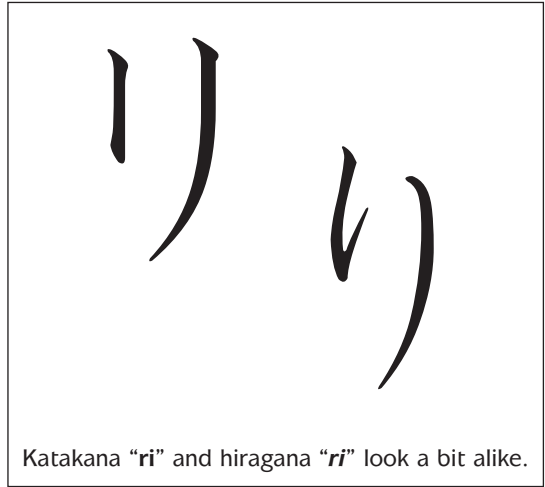 リり
Katakana “ri” and hiragana “ri” look a bit alike.